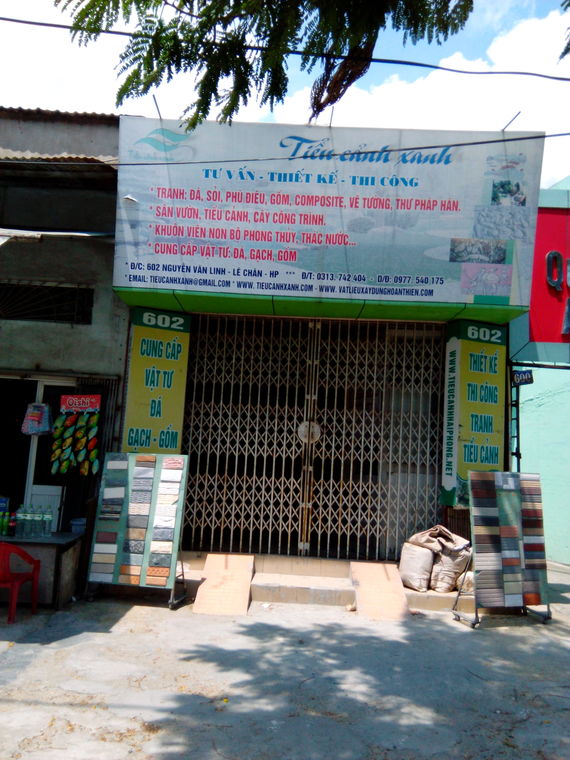 Tiểu cảnh xanh
TƯ VẤN - THIẾT KẾ - THI CÔNG
* TRANH: ĐÁ, SỎI, PHÙ ĐIÊU, GỐM, COMPOSITE, VẼ TƯỜNG, THƯ PHÁP HÁN.
* SÂN VƯỜN, TIỂU CẢNH, CÂY CÔNG TRÌNH.
* KHUÔN VIÊN NON BỘ PHONG THỦY, THÁC NƯỚC...
* CUNG CẤP VẬT TƯ: ĐÁ, GẠCH, GỐM
* Đ/C: 602 NGUYỄN VĂN LINH - LÊ CHÂN - HP *** Đ/T: 0313. 742 404 - D/Đ: 0977 540 175
* EMAIL: TIEUCANHXANH@GMAIL.COM * WWW. TIEUCANHXANH.COM - WWW. VATLIEUXAYDUNGHOANTHIEN.COM
602
CUNG CẤP
VẬT TƯ
ĐÁ
GẠCH - GỐM
602
THIẾT KẾ
THI CÔNG
TRANH
TIỂU CẢNH
WWW.TIEUCANHHAIPHONG.NET
600
Oishi